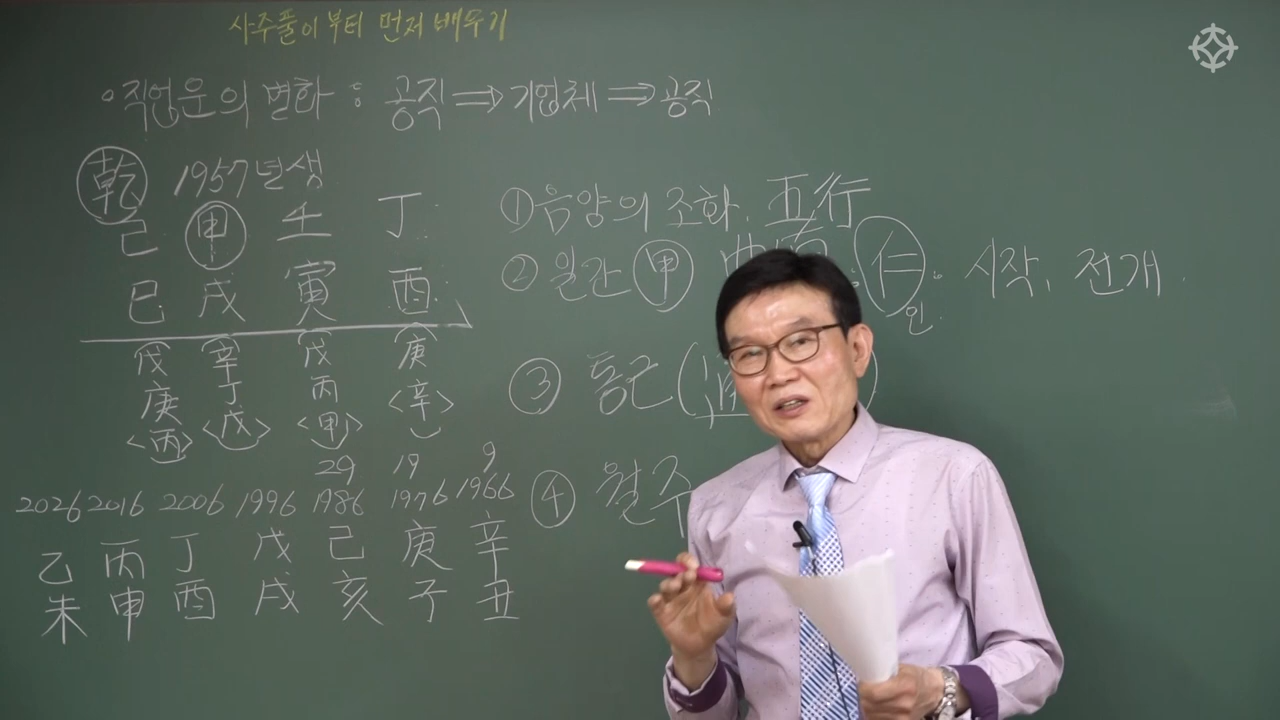 사주풀이부터 먼저 배우기
∘직업운의 변화 : 공직 ⇒ 기업체 ⇒ 공직
乾 1957년생
己 甲 壬 丁
巳 戌 寅 酉
戊 辛 戊 庚
庚 丁 丙 <辛>
<丙> <戊> <甲>
29 19 9
2026 2016 2006 1996 1986 1976 1966
乙 丙 丁 戊 己 庚 辛
未 申 酉 戌 亥 子 丑
①음양의 조화, 五行
②일간 甲 仁: 시작, 전개
인
③ 통근(
④ 월주